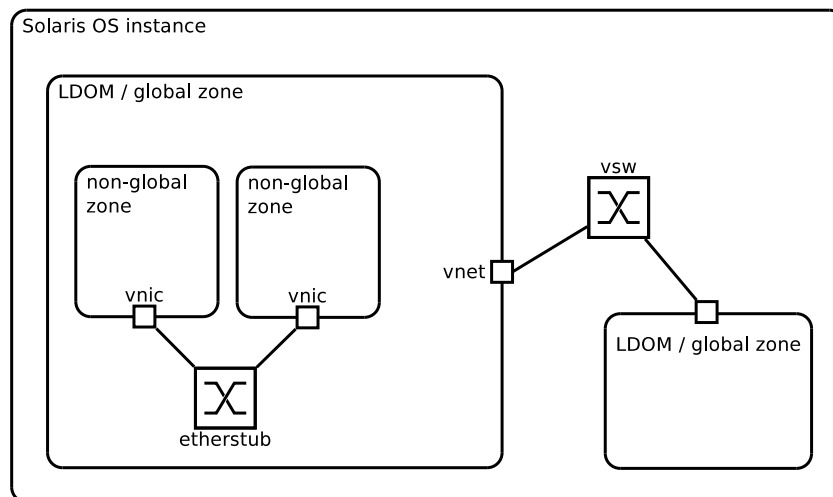 Solaris OS instance
LDOM / global zone
non-global
zone
non-global
zone
vnic
vnic
etherstub
vnet
vsw
LDOM / global zone